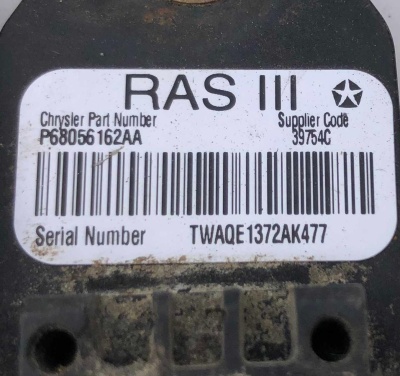 RAS III
Chrysler Part Number Supplier Code
P68056162AA 39754C
Serial Number TWAQE1372AK477